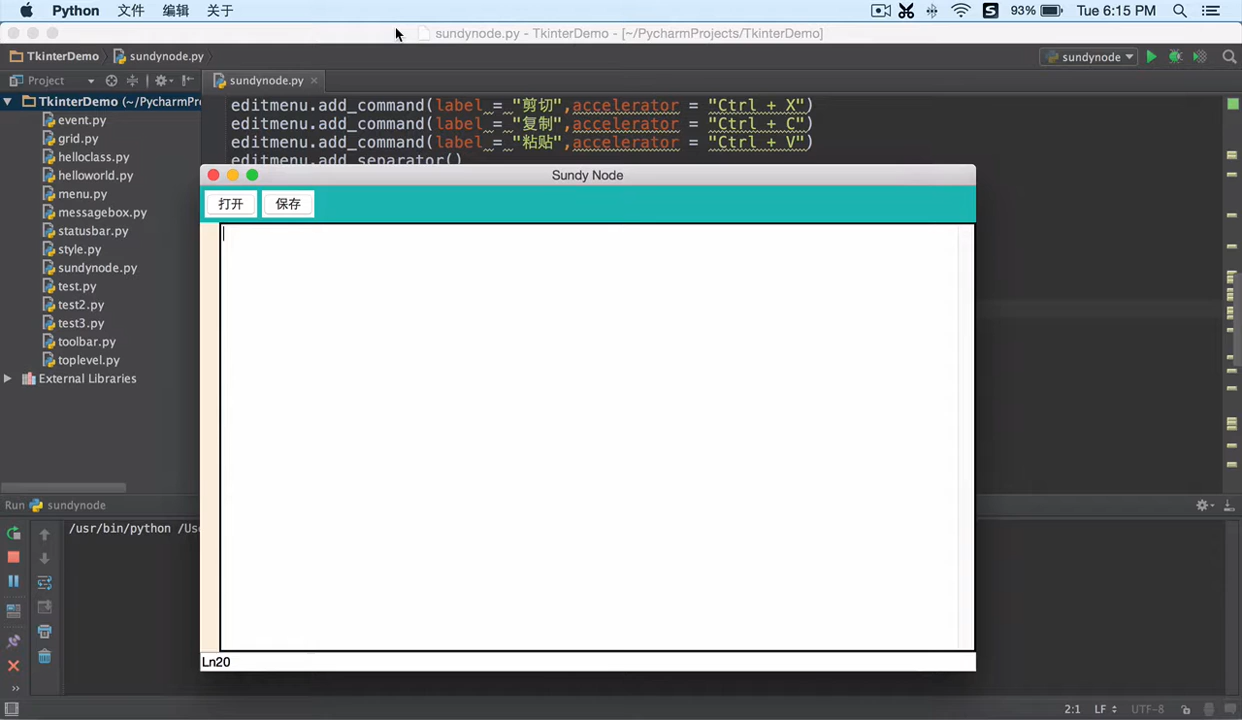 Python 文件 编辑 关于 93% Tue 6:15 PM
sundynode.py - TkinterDemo - [~/PycharmProjects/TkinterDemo]
TkinterDemo sundynode.py sundynode
Project sundynode.py
TkinterDemo (~/PycharmPr
event.py
grid.py
helloclass.py
helloworld.py
menu.py
messagebox.py
statusbar.py
style.py
sundynode.py
test.py
test2.py
test3.py
toolbar.py
toplevel.py
External Libraries
editmenu.add_command(label = "剪切",accelerator = "Ctrl + X")
editmenu.add_command(label = "复制",accelerator = "Ctrl + C")
editmenu.add_command(label = "粘贴",accelerator = "Ctrl + V")
editmenu.add_separator()
Sundy Node
打开 保存
Ln20
Run sundynode
/usr/bin/python /Us
2:1 LF UTF-8